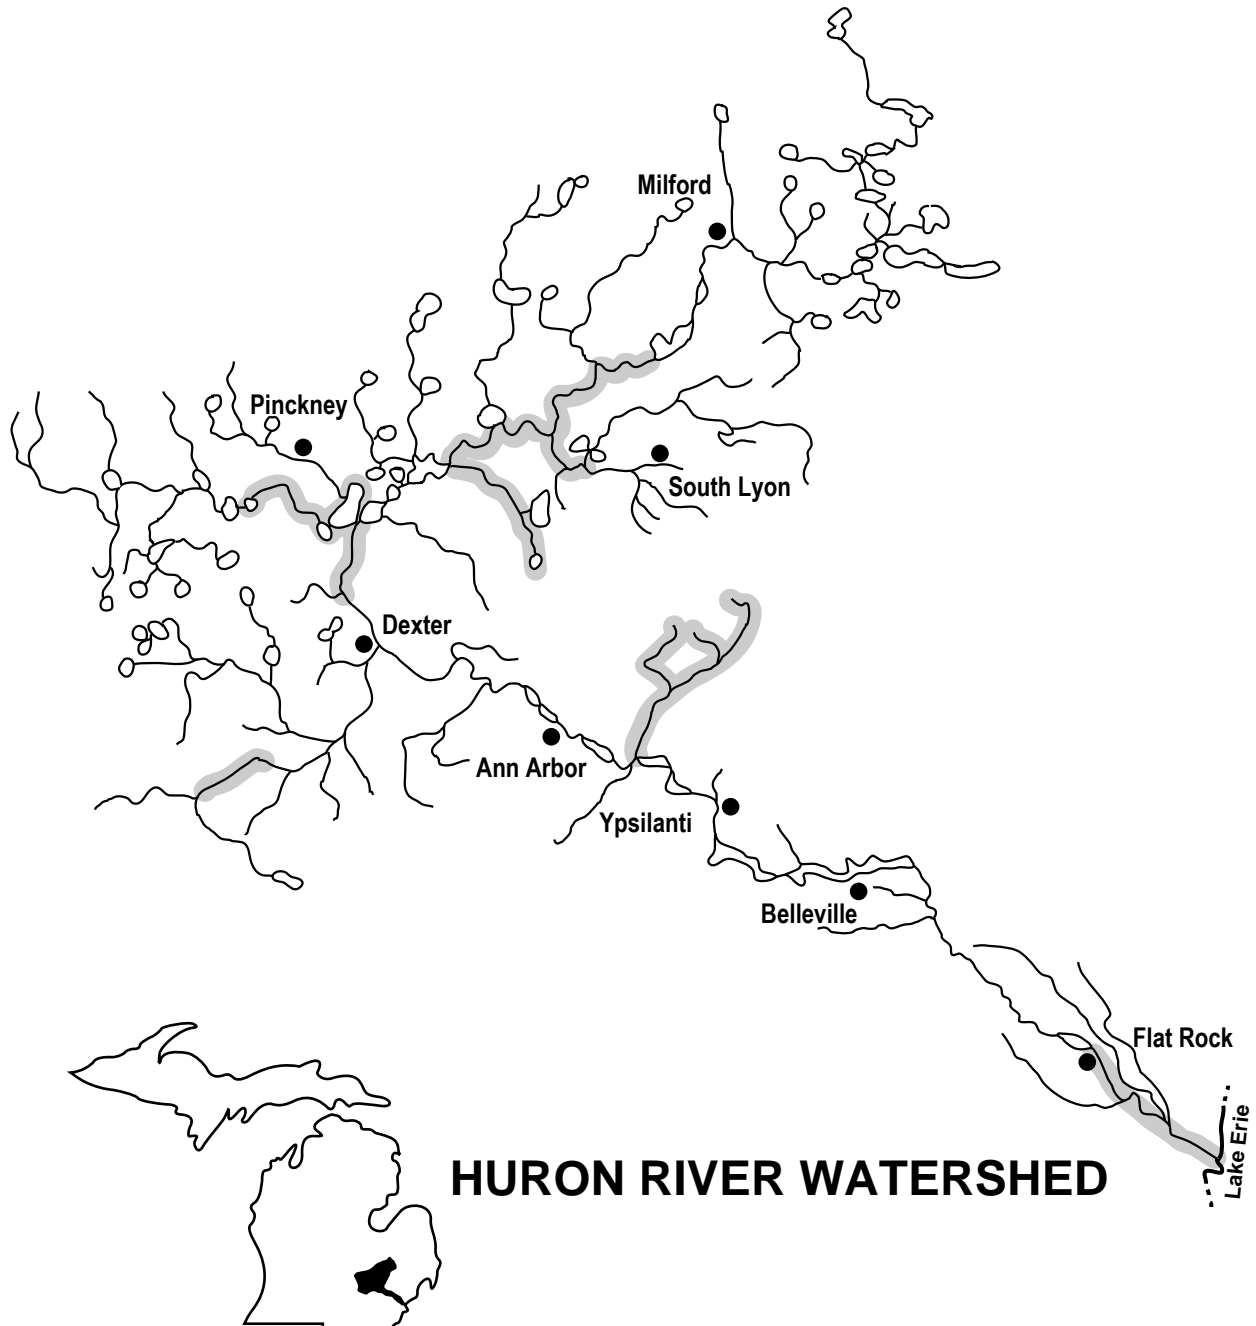 Milford
Pinckney
South Lyon
Dexter
Ann Arbor
Ypsilanti
Belleville
Flat Rock
Lake Erie
HURON RIVER WATERSHED